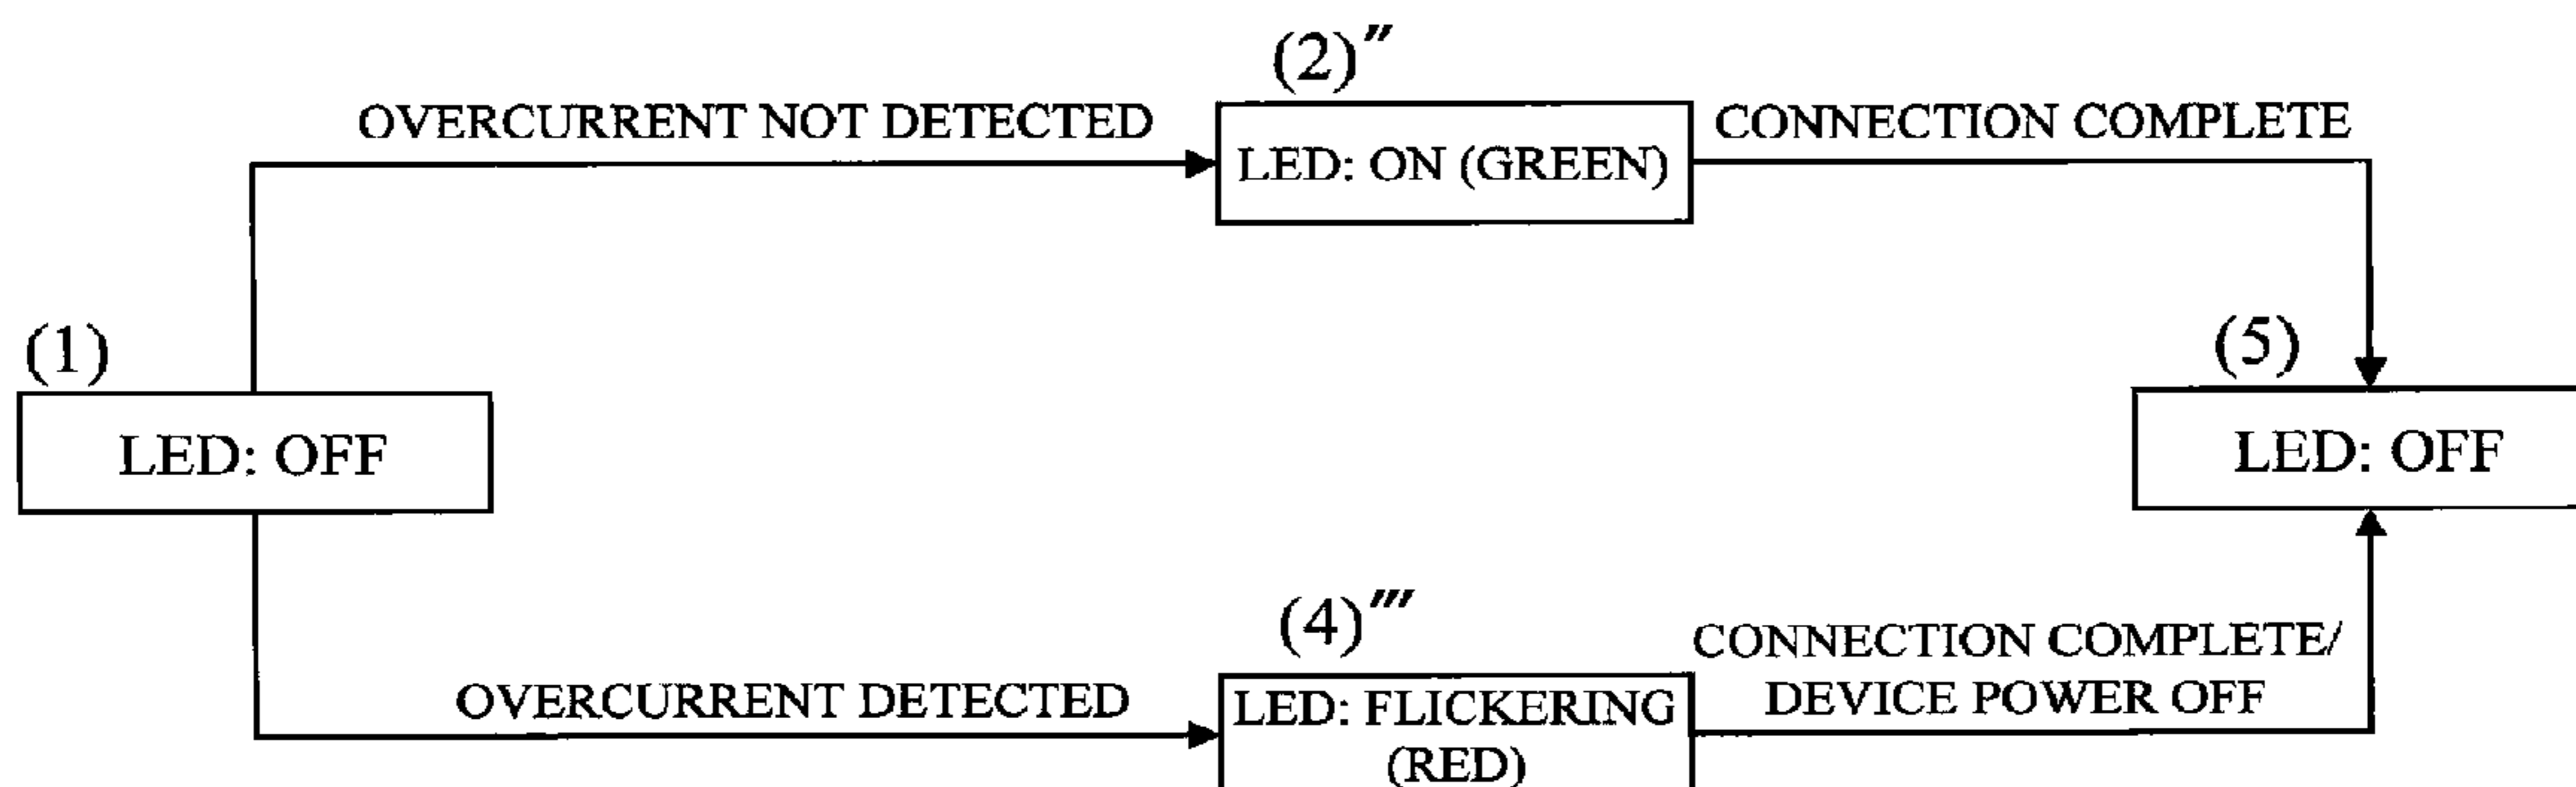 (2)″
OVERCURRENT NOT DETECTED
LED: ON (GREEN)
CONNECTION COMPLETE
(1)
LED: OFF
(5)
LED: OFF
(4)‴
OVERCURRENT DETECTED
LED: FLICKERING
(RED)
CONNECTION COMPLETE/
DEVICE POWER OFF